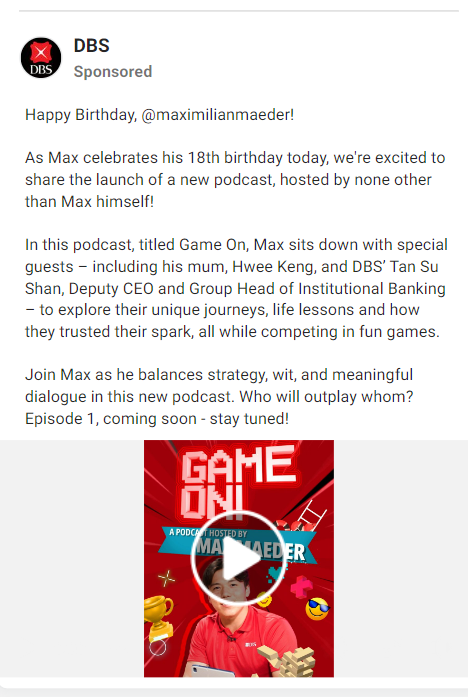 DBS
DBS
Sponsored
Happy Birthday, @maximilianmaeder!
As Max celebrates his 18th birthday today, we're excited to
share the launch of a new podcast, hosted by none other
than Max himself!
In this podcast, titled Game On, Max sits down with special
guests – including his mum, Hwee Keng, and DBS’ Tan Su
Shan, Deputy CEO and Group Head of Institutional Banking
– to explore their unique journeys, life lessons and how
they trusted their spark, all while competing in fun games.
Join Max as he balances strategy, wit, and meaningful
dialogue in this new podcast. Who will outplay whom?
Episode 1, coming soon - stay tuned!
GAME
ON!
A PODCAST HOSTED BY
MAX MAEDER
DBS